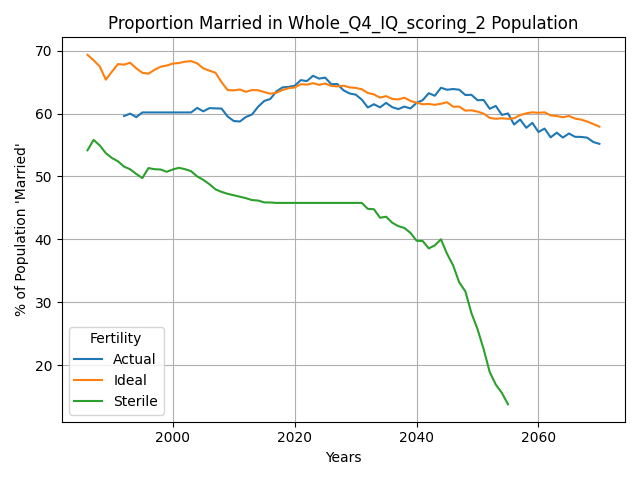 Proportion Married in Whole_Q4_IQ_scoring_2 Population
% of Population 'Married'
70
60
50
40
30
20
Fertility
Actual
Ideal
Sterile
2000
2020
2040
2060
Years